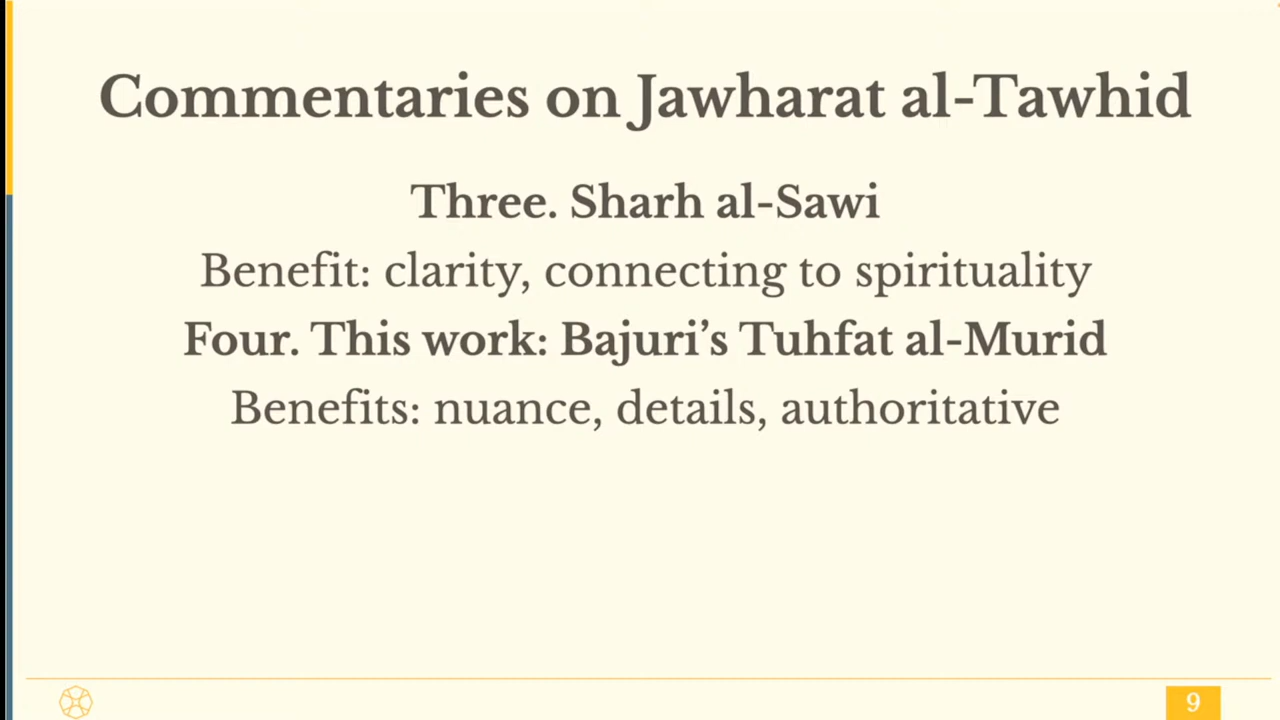 Commentaries on Jawharat al-Tawhid
Three. Sharh al-Sawi
Benefit: clarity, connecting to spirituality
Four. This work: Bajuri’s Tuhfat al-Murid
Benefits: nuance, details, authoritative
9